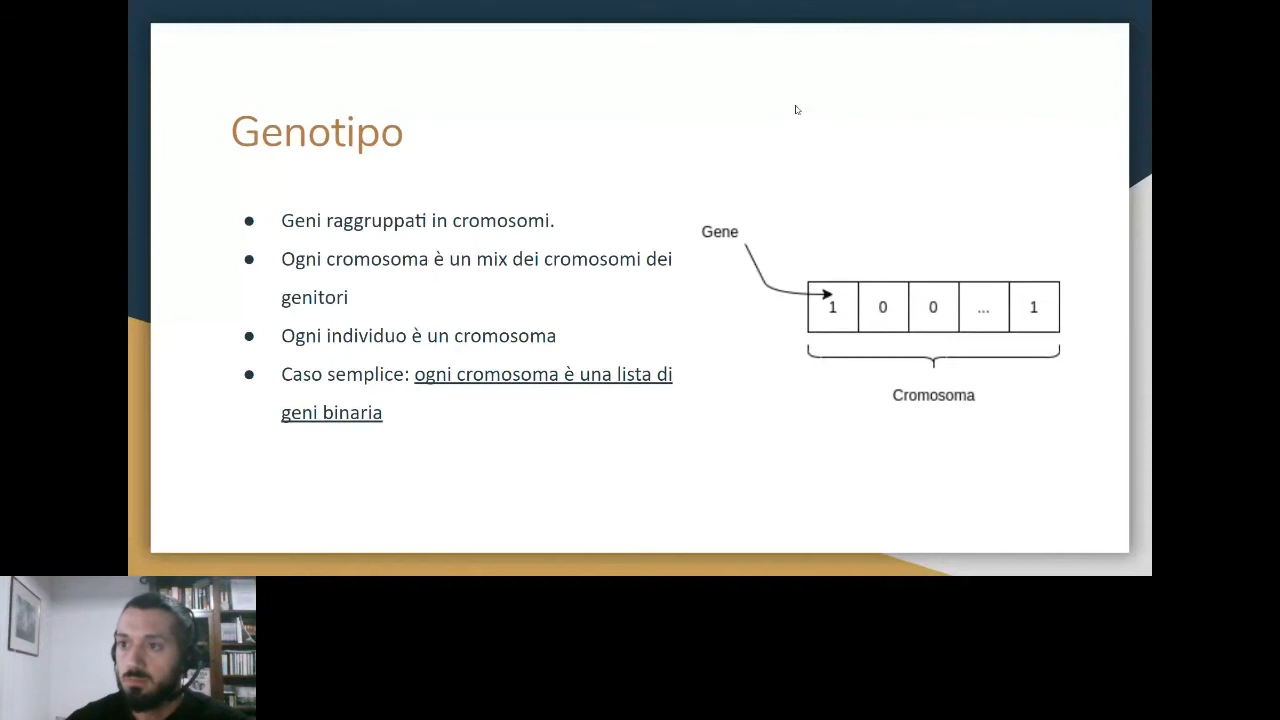 Genotipo
● Geni raggruppati in cromosomi.
● Ogni cromosoma è un mix dei cromosomi dei
genitori
● Ogni individuo è un cromosoma
● Caso semplice: ogni cromosoma è una lista di
geni binaria
Gene
1 0 0 ... 1
Cromosoma